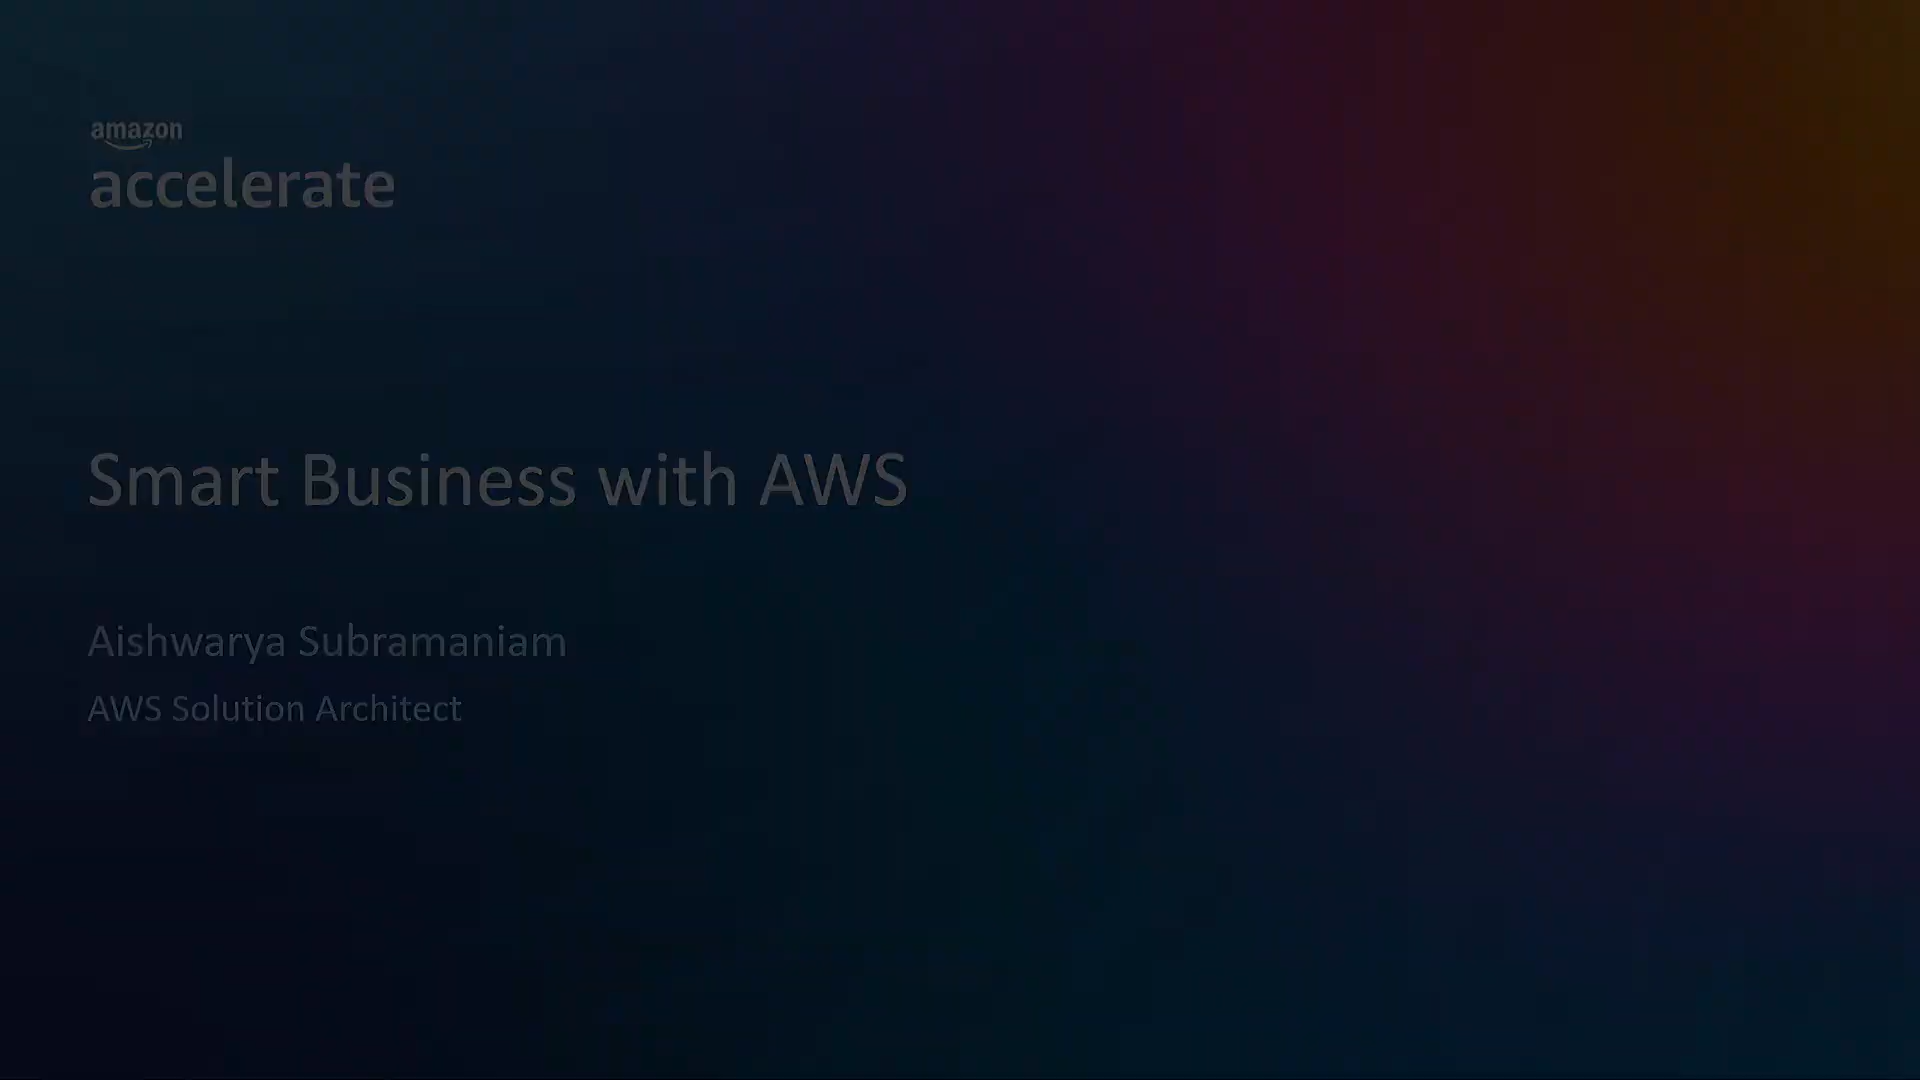 amazon
accelerate
Smart Business with AWS
Aishwarya Subramaniam
AWS Solution Architect